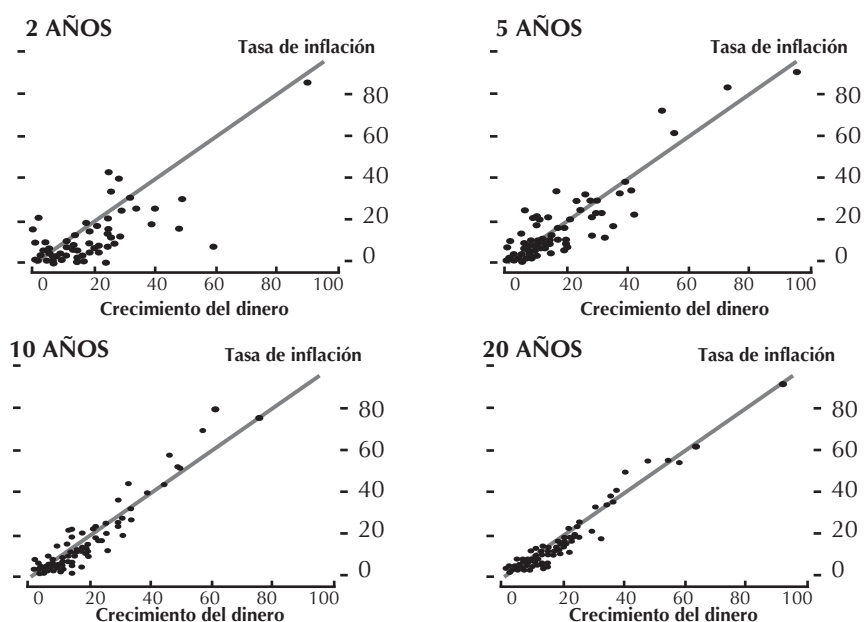 2 AÑOS
Tasa de inflación
80
60
40
20
0
0 20 40 60 80 100
Crecimiento del dinero
5 AÑOS
Tasa de inflación
80
60
40
20
0
0 20 40 60 80 100
Crecimiento del dinero
10 AÑOS
Tasa de inflación
80
60
40
20
0
0 20 40 60 80 100
Crecimiento del dinero
20 AÑOS
Tasa de inflación
80
60
40
20
0
0 20 40 60 80 100
Crecimiento del dinero